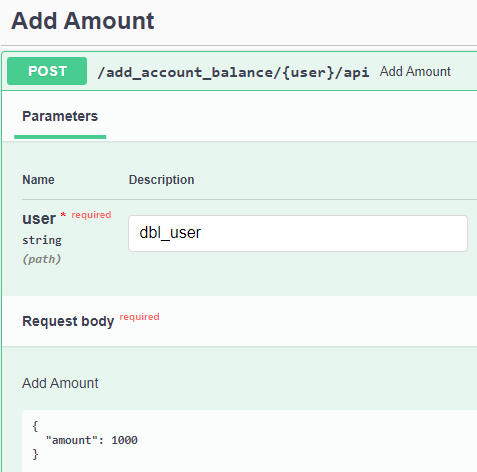 Add Amount
POST /add_account_balance/{user}/api Add Amount
Parameters
Name Description
user * required
string
(path)
dbl_user
Request body required
Add Amount
{
"amount": 1000
}